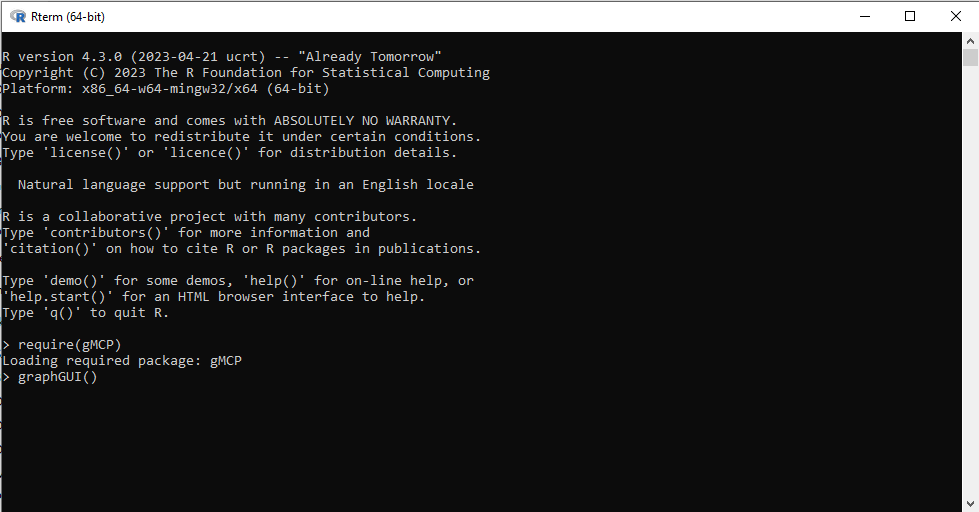 Rterm (64-bit)
R version 4.3.0 (2023-04-21 ucrt) -- "Already Tomorrow"
Copyright (C) 2023 The R Foundation for Statistical Computing
Platform: x86_64-w64-mingw32/x64 (64-bit)
R is free software and comes with ABSOLUTELY NO WARRANTY.
You are welcome to redistribute it under certain conditions.
Type 'license()' or 'licence()' for distribution details.
Natural language support but running in an English locale
R is a collaborative project with many contributors.
Type 'contributors()' for more information and
'citation()' on how to cite R or R packages in publications.
Type 'demo()' for some demos, 'help()' for on-line help, or
'help.start()' for an HTML browser interface to help.
Type 'q()' to quit R.
> require(gMCP)
Loading required package: gMCP
> graphGUI()